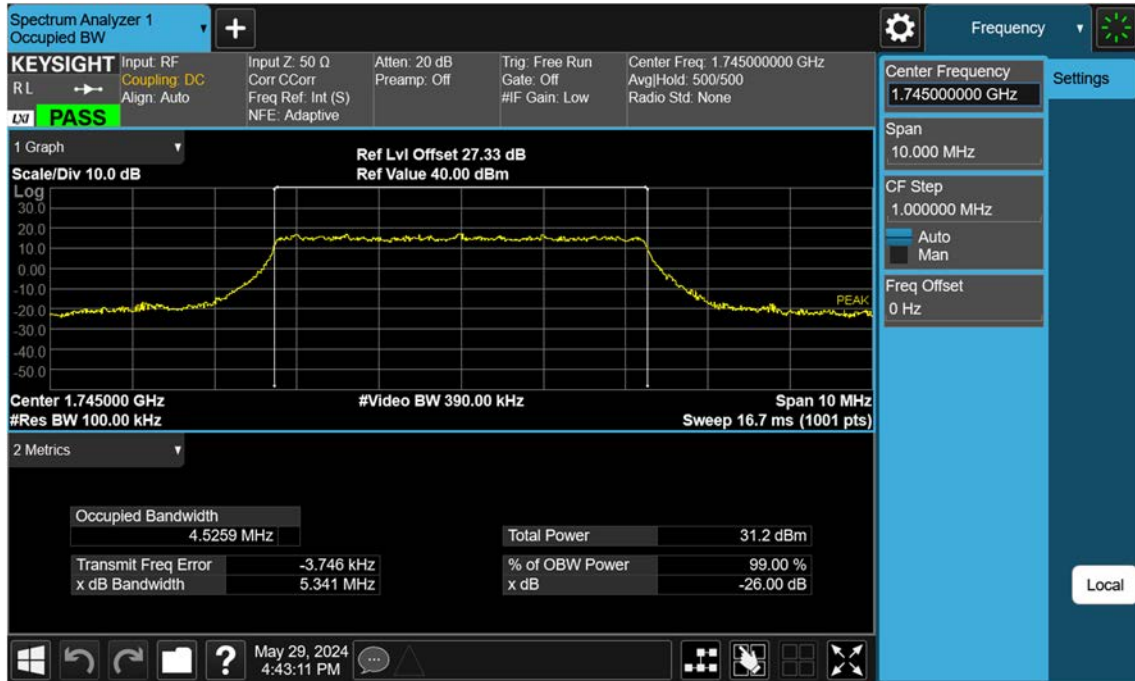 Spectrum Analyzer 1
Occupied BW
+
Frequency
KEYSIGHT
R L
LXI PASS
Input: RF
Coupling: DC
Align: Auto
Input Z: 50 Ω
Corr CCorr
Freq Ref: Int (S)
NFE: Adaptive
Atten: 20 dB
Preamp: Off
Trig: Free Run
Gate: Off
#IF Gain: Low
Center Freq: 1.745000000 GHz
Avg|Hold: 500/500
Radio Std: None
Center Frequency
1.745000000 GHz
Settings
Span
10.000 MHz
CF Step
1.000000 MHz
Auto
Man
Freq Offset
0 Hz
Local
1 Graph
Scale/Div 10.0 dB
Ref Lvl Offset 27.33 dB
Ref Value 40.00 dBm
Log
30.0
20.0
10.0
0.00
-10.0
-20.0
-30.0
-40.0
-50.0
PEAK
Center 1.745000 GHz
#Video BW 390.00 kHz
Span 10 MHz
#Res BW 100.00 kHz
Sweep 16.7 ms (1001 pts)
2 Metrics
Occupied Bandwidth
4.5259 MHz
Total Power 31.2 dBm
Transmit Freq Error -3.746 kHz
% of OBW Power 99.00 %
x dB Bandwidth 5.341 MHz
x dB -26.00 dB
?
May 29, 2024
4:43:11 PM